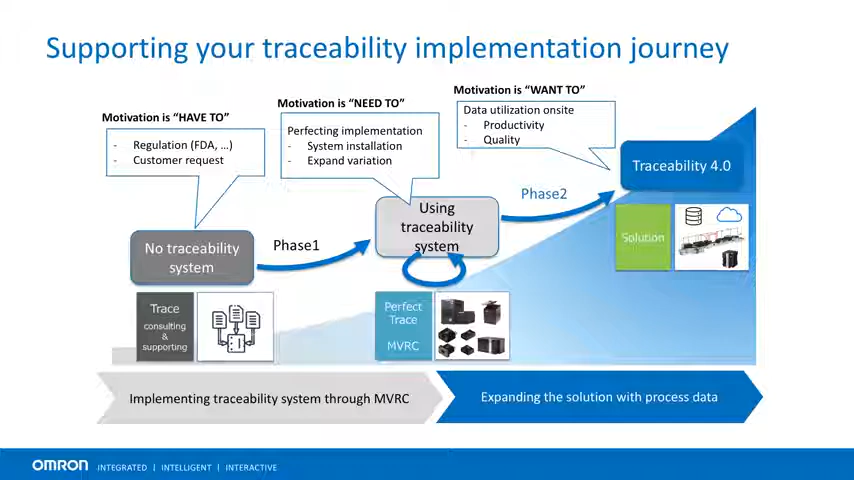 Supporting your traceability implementation journey
Motivation is “HAVE TO”
- Regulation (FDA, …)
- Customer request
Motivation is “NEED TO”
Perfecting implementation
- System installation
- Expand variation
Motivation is “WANT TO”
Data utilization onsite
- Productivity
- Quality
No traceability
system
Phase1
Using
traceability
system
Phase2
Traceability 4.0
Trace
consulting
&
supporting
Perfect
Trace
MVRC
Solution
Implementing traceability system through MVRC
Expanding the solution with process data
OMRON INTEGRATED | INTELLIGENT | INTERACTIVE